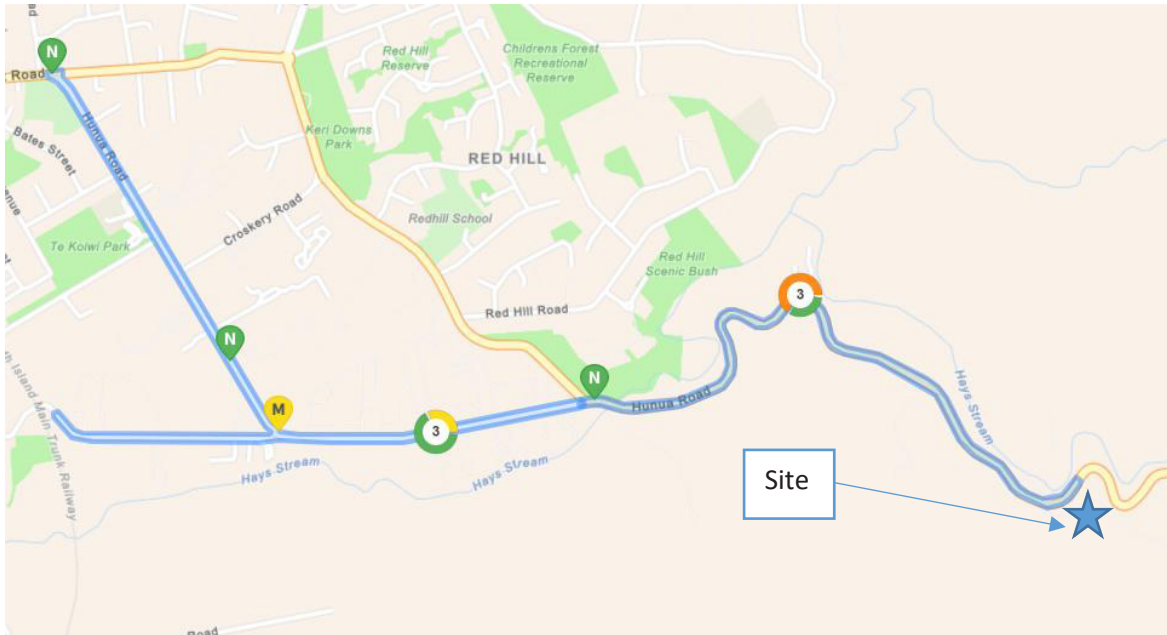 Road
N
Road
Hunua Road
Bates Street
Te Koiwi Park
Croskery Road
Keri Downs
Park
Red Hill
Reserve
Childrens Forest
Recreational
Reserve
RED HILL
Redhill School
Red Hill
Scenic Bush
Red Hill Road
N
M
3
N
Hunua Road
3
Hays Stream
Hays Stream
Hays Stream
Island Main Trunk Railway
Site
Road